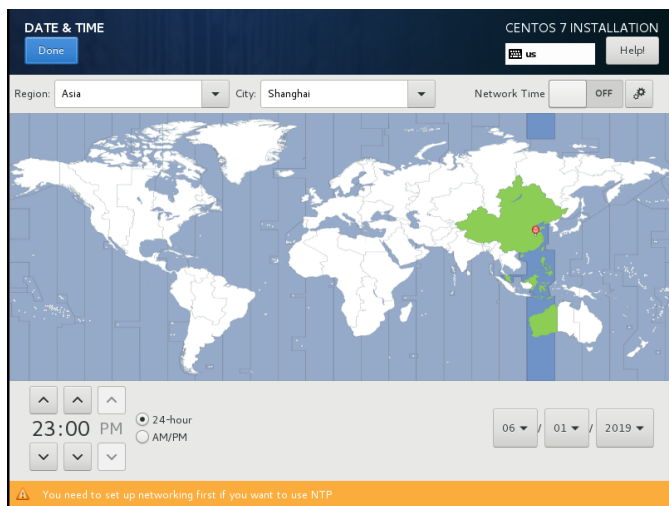 DATE & TIME
CENTOS 7 INSTALLATION
Done
us
Help!
Region: Asia
City: Shanghai
Network Time OFF
23:00 PM
24-hour
AM/PM
06 / 01 / 2019
You need to set up networking first if you want to use NTP